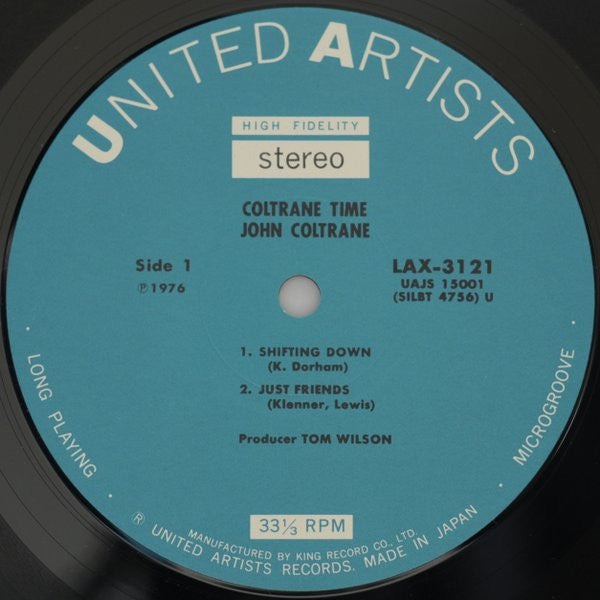 UNITED ARTISTS
HIGH FIDELITY
stereo
COLTRANE TIME
JOHN COLTRANE
Side 1
℗1976
LAX-3121
UAJS 15001
(SILBT 4756) U
1. SHIFTING DOWN
(K. Dorham)
2. JUST FRIENDS
(Klenner, Lewis)
Producer TOM WILSON
· LONG PLAYING ·
· MICROGROOVE ·
33⅓ RPM
MANUFACTURED BY KING RECORD CO., LTD.
® UNITED ARTISTS RECORDS. MADE IN JAPAN